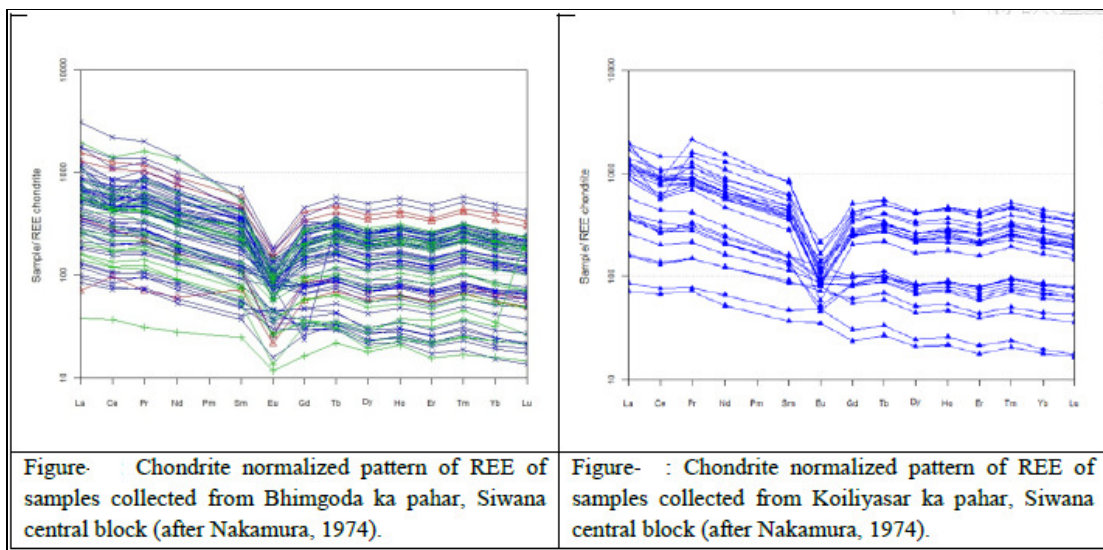 10000
1000
100
10
Sample/ REE chondrite
La Ce Pr Nd Pm Sm Eu Gd Tb Dy Ho Er Tm Yb Lu
Figure- : Chondrite normalized pattern of REE of
samples collected from Bhimgoda ka pahar, Siwana
central block (after Nakamura, 1974).
10000
1000
100
10
Sample/ REE chondrite
La Ce Pr Nd Pm Sm Eu Gd Tb Dy Ho Er Tm Yb Lu
Figure- : Chondrite normalized pattern of REE of
samples collected from Koiliyasar ka pahar, Siwana
central block (after Nakamura, 1974).